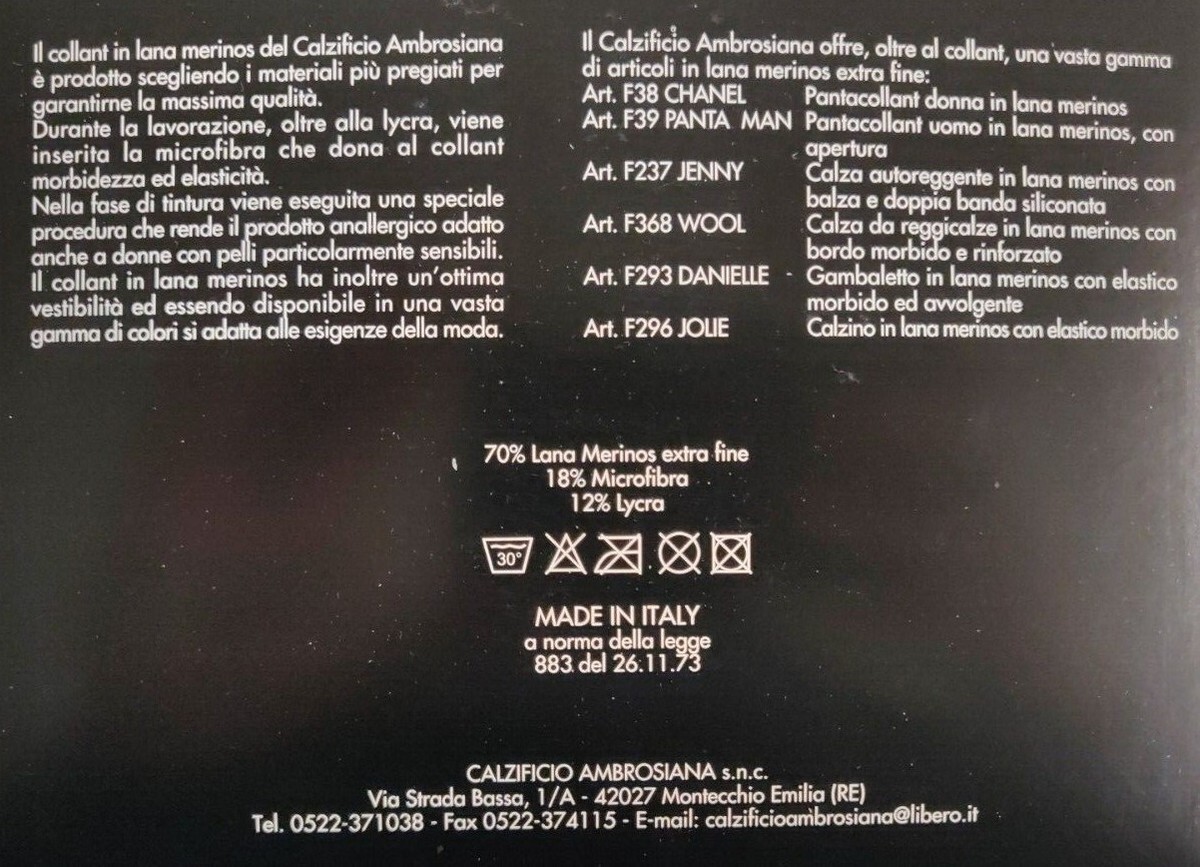 Il collant in lana merinos del Calzificio Ambrosiana
è prodotto scegliendo i materiali più pregiati per
garantirne la massima qualità.
Durante la lavorazione, oltre alla lycra, viene
inserita la microfibra che dona al collant
morbidezza ed elasticità.
Nella fase di tintura viene eseguita una speciale
procedura che rende il prodotto anallergico adatto
anche a donne con pelli particolarmente sensibili.
Il collant in lana merinos ha inoltre un'ottima
vestibilità ed essendo disponibile in una vasta
gamma di colori si adatta alle esigenze della moda.
Il Calzificio Ambrosiana offre, oltre al collant, una vasta gamma
di articoli in lana merinos extra fine:
Art. F38 CHANEL Pantacollant donna in lana merinos
Art. F39 PANTA MAN Pantacollant uomo in lana merinos, con
apertura
Art. F237 JENNY Calza autoreggente in lana merinos con
balza e doppia banda siliconata
Art. F368 WOOL Calza da reggicalze in lana merinos con
bordo morbido e rinforzato
Art. F293 DANIELLE Gambaletto in lana merinos con elastico
morbido ed avvolgente
Art. F296 JOLIE Calzino in lana merinos con elastico morbido
70% Lana Merinos extra fine
18% Microfibra
12% Lycra
30°
MADE IN ITALY
a norma della legge
883 del 26.11.73
CALZIFICIO AMBROSIANA s.n.c.
Via Strada Bassa, 1/A - 42027 Montecchio Emilia (RE)
Tel. 0522-371038 - Fax 0522-374115 - E-mail: calzificioambrosiana@libero.it